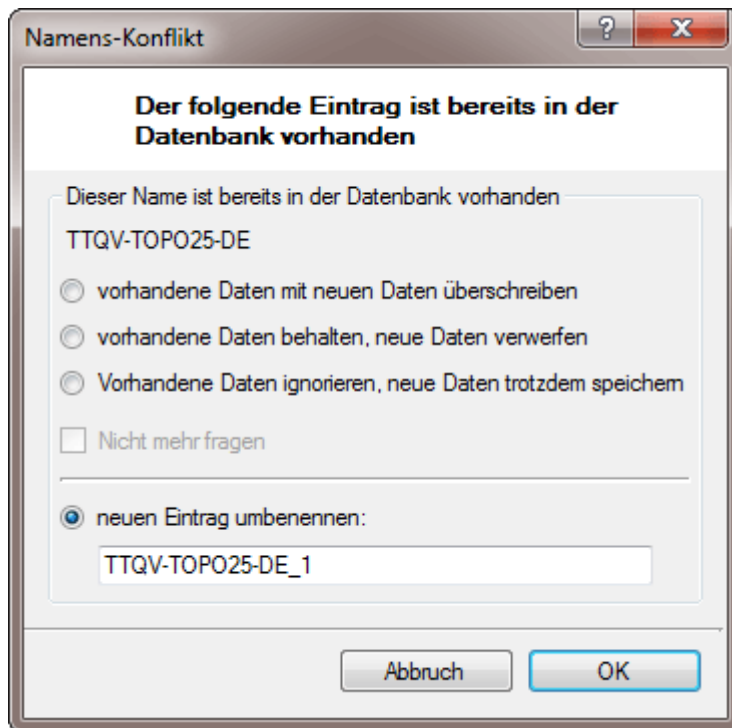 Namens-Konflikt
Der folgende Eintrag ist bereits in der
Datenbank vorhanden
Dieser Name ist bereits in der Datenbank vorhanden
TTQV-TOPO25-DE
vorhandene Daten mit neuen Daten überschreiben
vorhandene Daten behalten, neue Daten verwerfen
Vorhandene Daten ignorieren, neue Daten trotzdem speichern
Nicht mehr fragen
neuen Eintrag umbenennen:
TTQV-TOPO25-DE_1
Abbruch OK